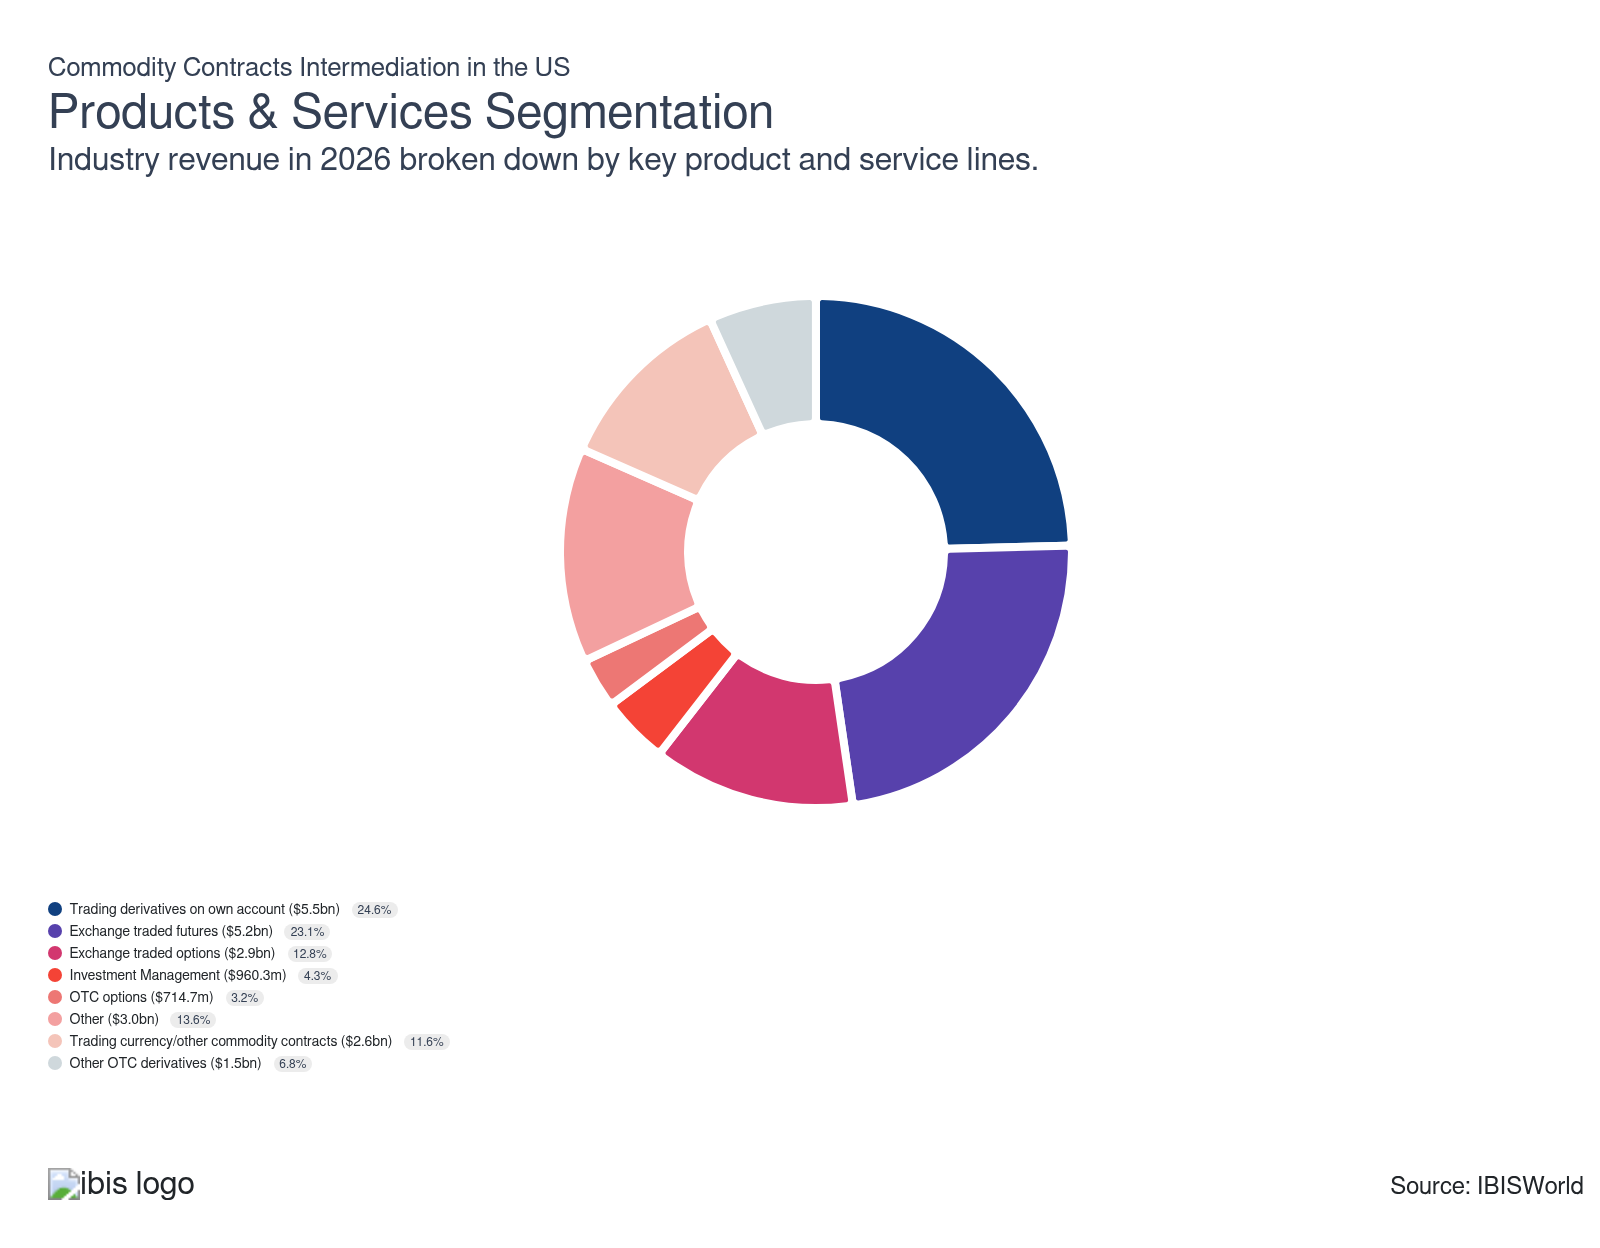 Commodity Contracts Intermediation in the US
Products & Services Segmentation
Industry revenue in 2026 broken down by key product and service lines.
Trading derivatives on own account ($5.5bn) 24.6%
Exchange traded futures ($5.2bn) 23.1%
Exchange traded options ($2.9bn) 12.8%
Investment Management ($960.3m) 4.3%
OTC options ($714.7m) 3.2%
Other ($3.0bn) 13.6%
Trading currency/other commodity contracts ($2.6bn) 11.6%
Other OTC derivatives ($1.5bn) 6.8%
ibis logo
Source: IBISWorld